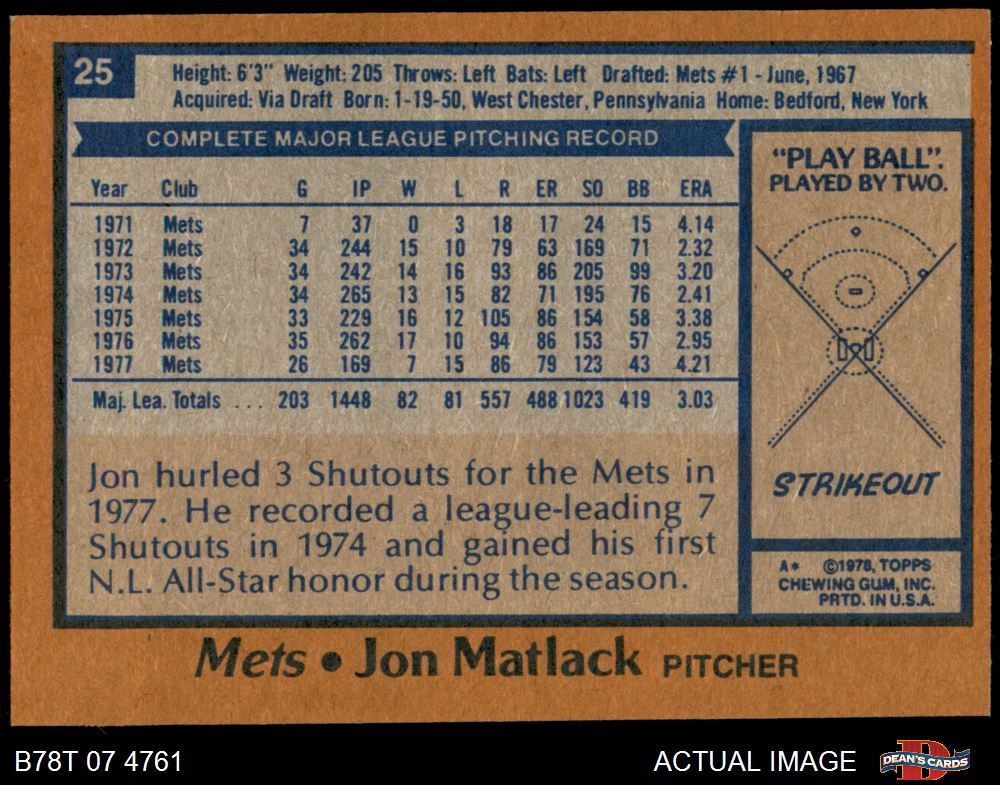 25
Height: 6'3" Weight: 205 Throws: Left Bats: Left Drafted: Mets #1 - June, 1967
Acquired: Via Draft Born: 1-19-50, West Chester, Pennsylvania Home: Bedford, New York
COMPLETE MAJOR LEAGUE PITCHING RECORD
Year Club G IP W L R ER SO BB ERA
1971 Mets 7 37 0 3 18 17 24 15 4.14
1972 Mets 34 244 15 10 79 63 169 71 2.32
1973 Mets 34 242 14 16 93 86 205 99 3.20
1974 Mets 34 265 13 15 82 71 195 76 2.41
1975 Mets 33 229 16 12 105 86 154 58 3.38
1976 Mets 35 262 17 10 94 86 153 57 2.95
1977 Mets 26 169 7 15 86 79 123 43 4.21
Maj. Lea. Totals ... 203 1448 82 81 557 488 1023 419 3.03
Jon hurled 3 Shutouts for the Mets in
1977. He recorded a league-leading 7
Shutouts in 1974 and gained his first
N.L. All-Star honor during the season.
"PLAY BALL".
PLAYED BY TWO.
STRIKEOUT
A* ©1978, TOPPS
CHEWING GUM, INC.
PRTD. IN U.S.A.
Mets • Jon Matlack PITCHER
B78T 07 4761
ACTUAL IMAGE
D
DEAN'S CARDS